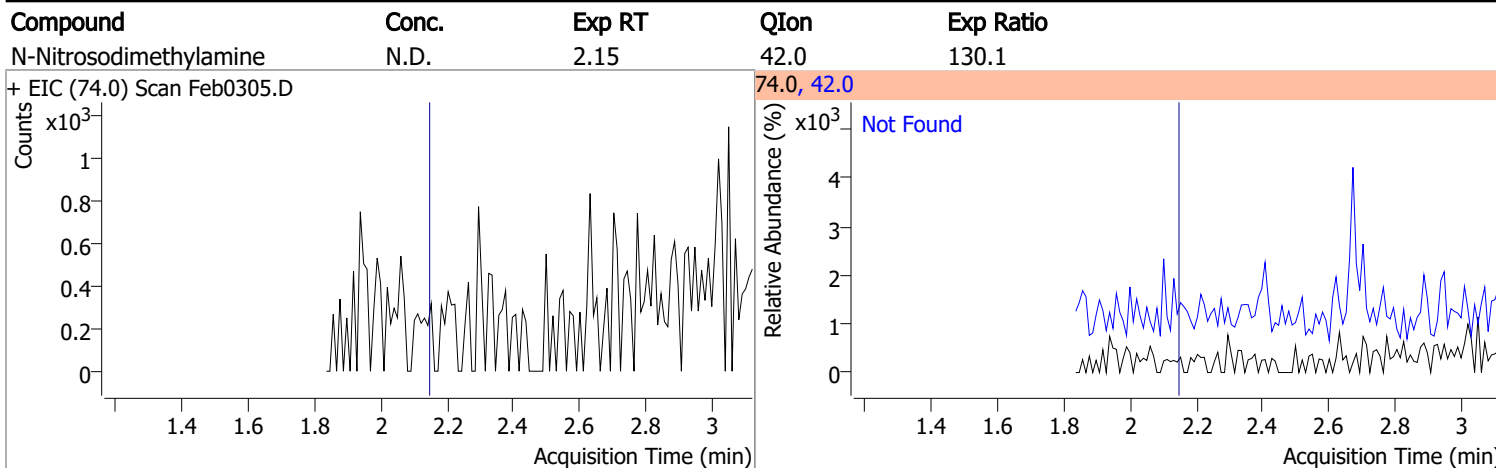 Compound Conc. Exp RT QIon Exp Ratio
N-Nitrosodimethylamine N.D. 2.15 42.0 130.1
+ EIC (74.0) Scan Feb0305.D
Counts
x10³
1
0.8
0.6
0.4
0.2
0
1.4 1.6 1.8 2 2.2 2.4 2.6 2.8 3
Acquisition Time (min)
74.0, 42.0
Relative Abundance (%)
x10³
Not Found
4
3
2
1
0
1.4 1.6 1.8 2 2.2 2.4 2.6 2.8 3
Acquisition Time (min)